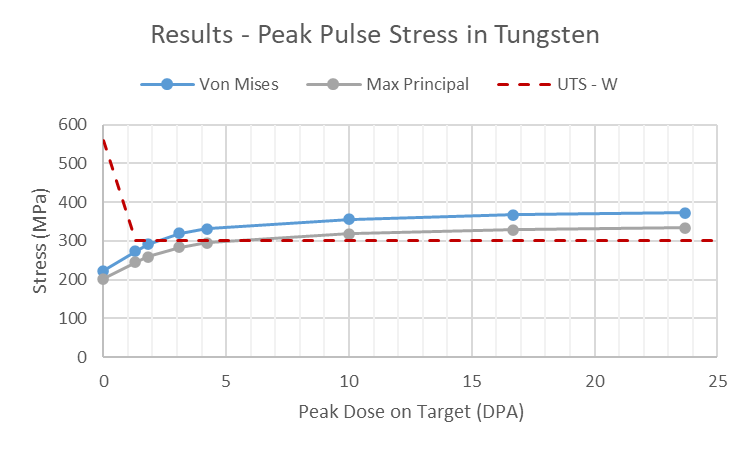 Results - Peak Pulse Stress in Tungsten
Von Mises
Max Principal
UTS - W
600
500
400
300
200
100
0
Stress (MPa)
0 5 10 15 20 25
Peak Dose on Target (DPA)